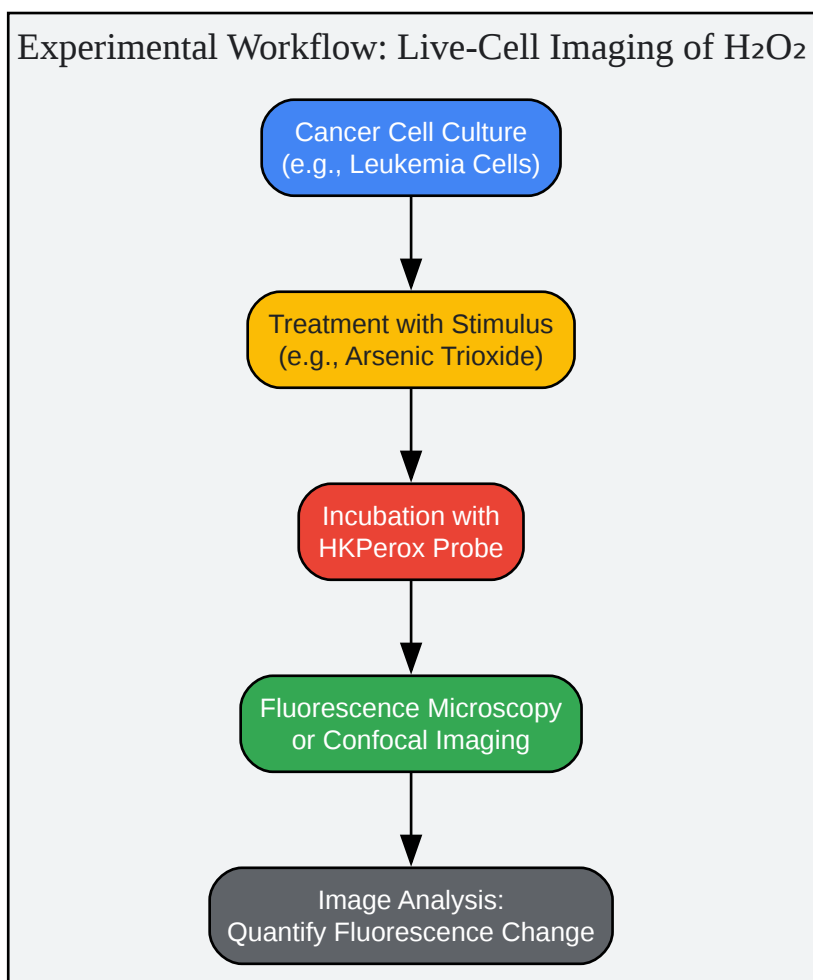 Experimental Workflow: Live-Cell Imaging of H₂O₂
Cancer Cell Culture
(e.g., Leukemia Cells)
Treatment with Stimulus
(e.g., Arsenic Trioxide)
Incubation with
HKPerox Probe
Fluorescence Microscopy
or Confocal Imaging
Image Analysis:
Quantify Fluorescence Change